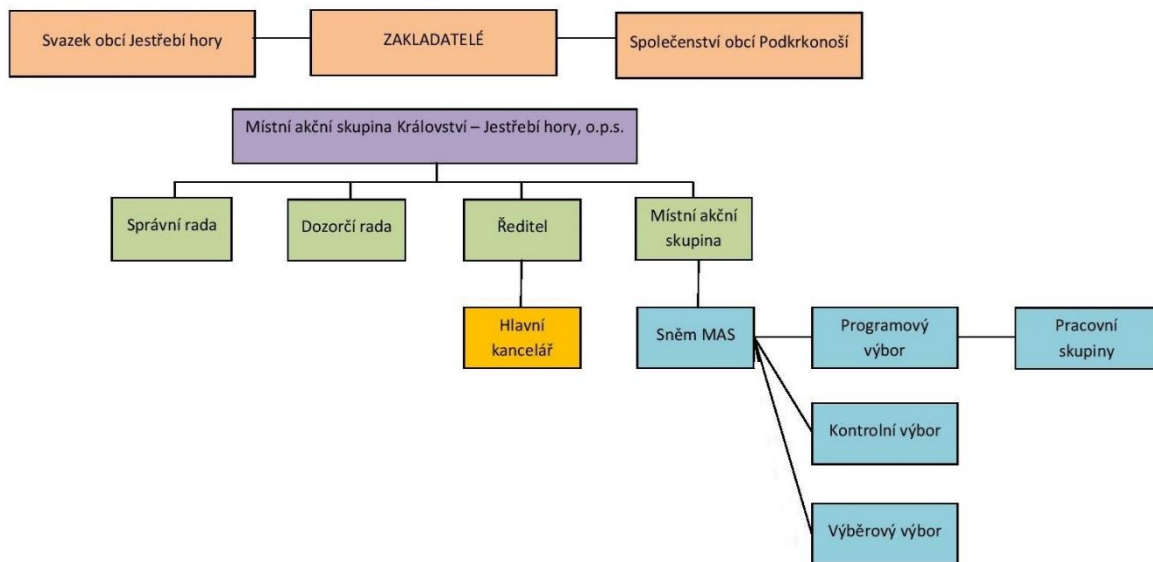 Svazek obcí Jestřebí hory
ZAKLADATELÉ
Společenství obcí Podkrkonoší
Místní akční skupina Království – Jestřebí hory, o.p.s.
Správní rada
Dozorčí rada
Ředitel
Místní akční
skupina
Hlavní
kancelář
Sněm MAS
Programový
výbor
Pracovní
skupiny
Kontrolní výbor
Výběrový výbor